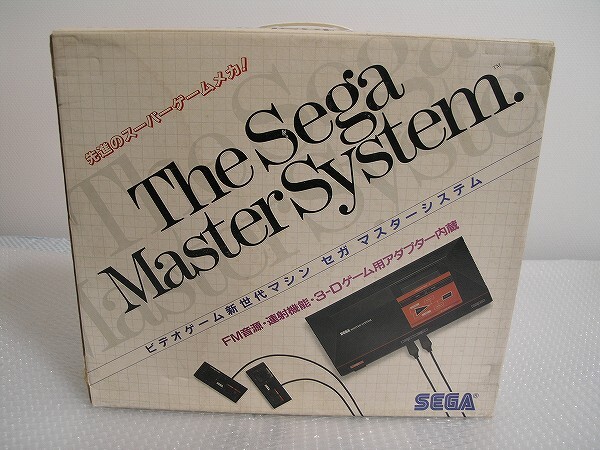 先進のスーパーゲームメカ!
The Sega
Master System.™
ビデオゲーム新世代マシン セガ マスターシステム
FM音源・連射機能・3-Dゲーム用アダプター内蔵
SEGA MASTER SYSTEM
SEGA®